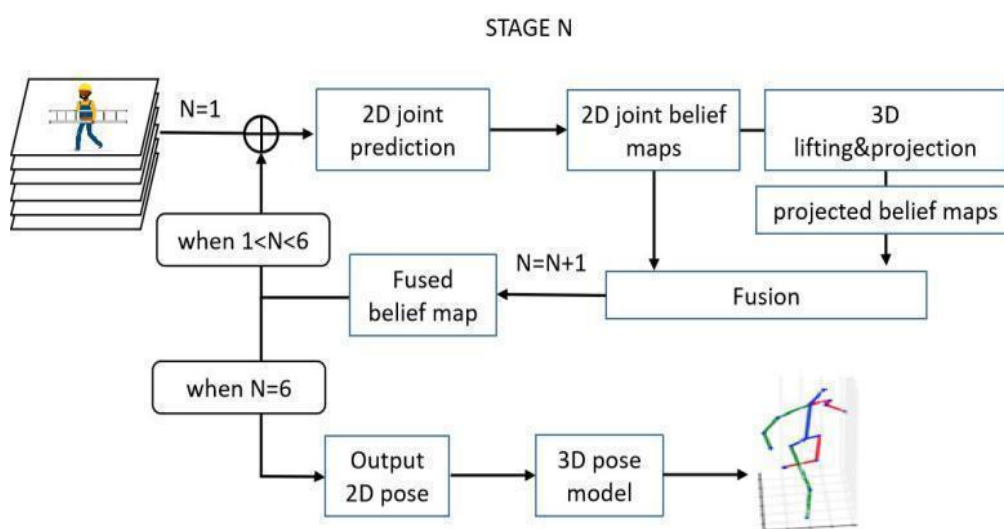 STAGE N
N=1
2D joint
prediction
2D joint belief
maps
3D
lifting&projection
projected belief maps
when 1<N<6
Fused
belief map
N=N+1
Fusion
when N=6
Output
2D pose
3D pose
model